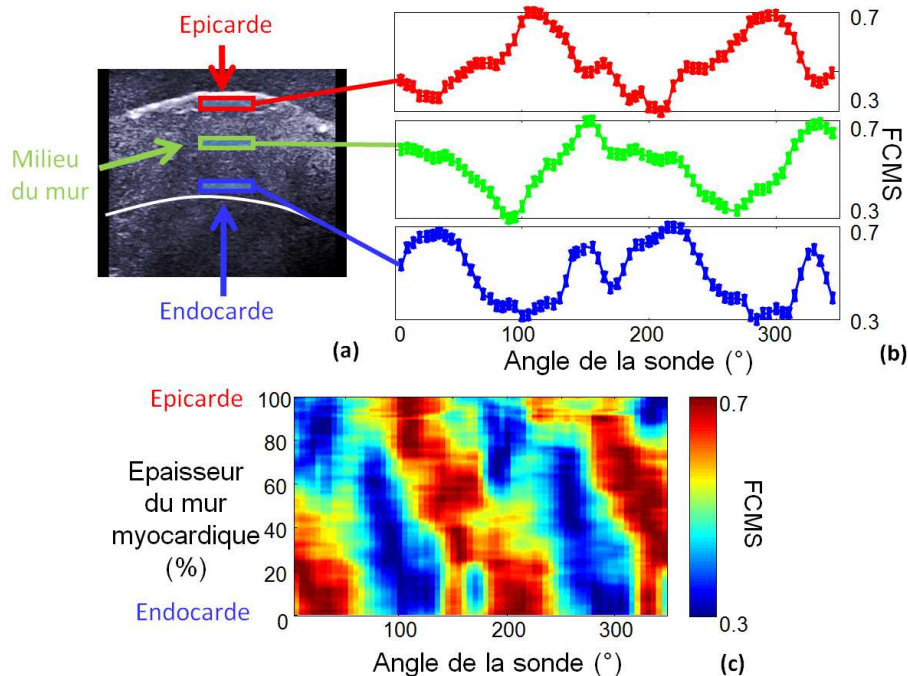 Epicarde
Milieu
du mur
Endocarde
(a)
0.7
0.3
0.7
0.3
0.7
0.3
FCMS
0
100
200
300
Angle de la sonde (°)
(b)
Epicarde
Epaisseur
du mur
myocardique
(%)
Endocarde
100
80
60
40
20
0
100
200
300
Angle de la sonde (°)
0.7
0.3
FCMS
(c)